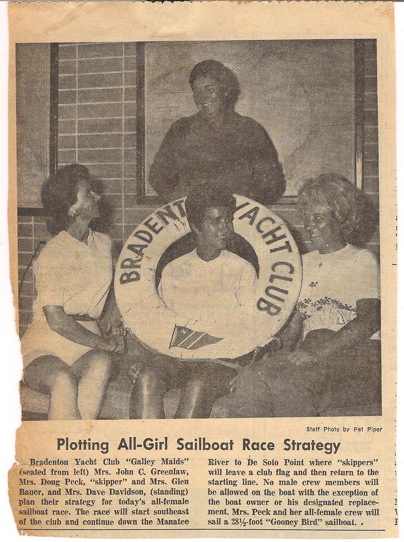 BRADENTON YACHT CLUB
Staff Photo by Pat Piper
Plotting All-Girl Sailboat Race Strategy
Bradenton Yacht Club "Galley Maids"
(seated from left) Mrs. John C. Greenlaw,
Mrs. Doug Peck, "skipper" and Mrs. Glen
Bauer, and Mrs. Dave Davidson, (standing)
plan their strategy for today's all-female
sailboat race. The race will start southeast
of the club and continue down the Manatee
River to De Soto Point where "skippers"
will leave a club flag and then return to the
starting line. No male crew members will
be allowed on the boat with the exception of
the boat owner or his designated replace-
ment. Mrs. Peck and her all-female crew will
sail a 28½-foot "Gooney Bird" sailboat.